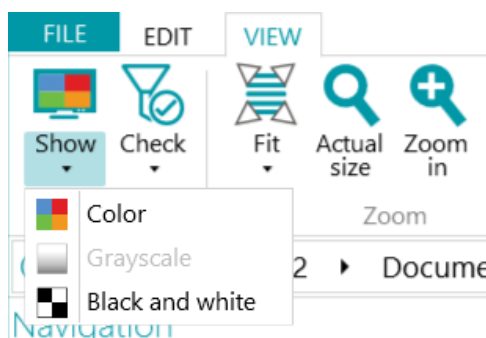 FILE EDIT VIEW
Show Check Fit Actual size Zoom in
Zoom
Color
Grayscale
2 Docume
Black and white
Navigation